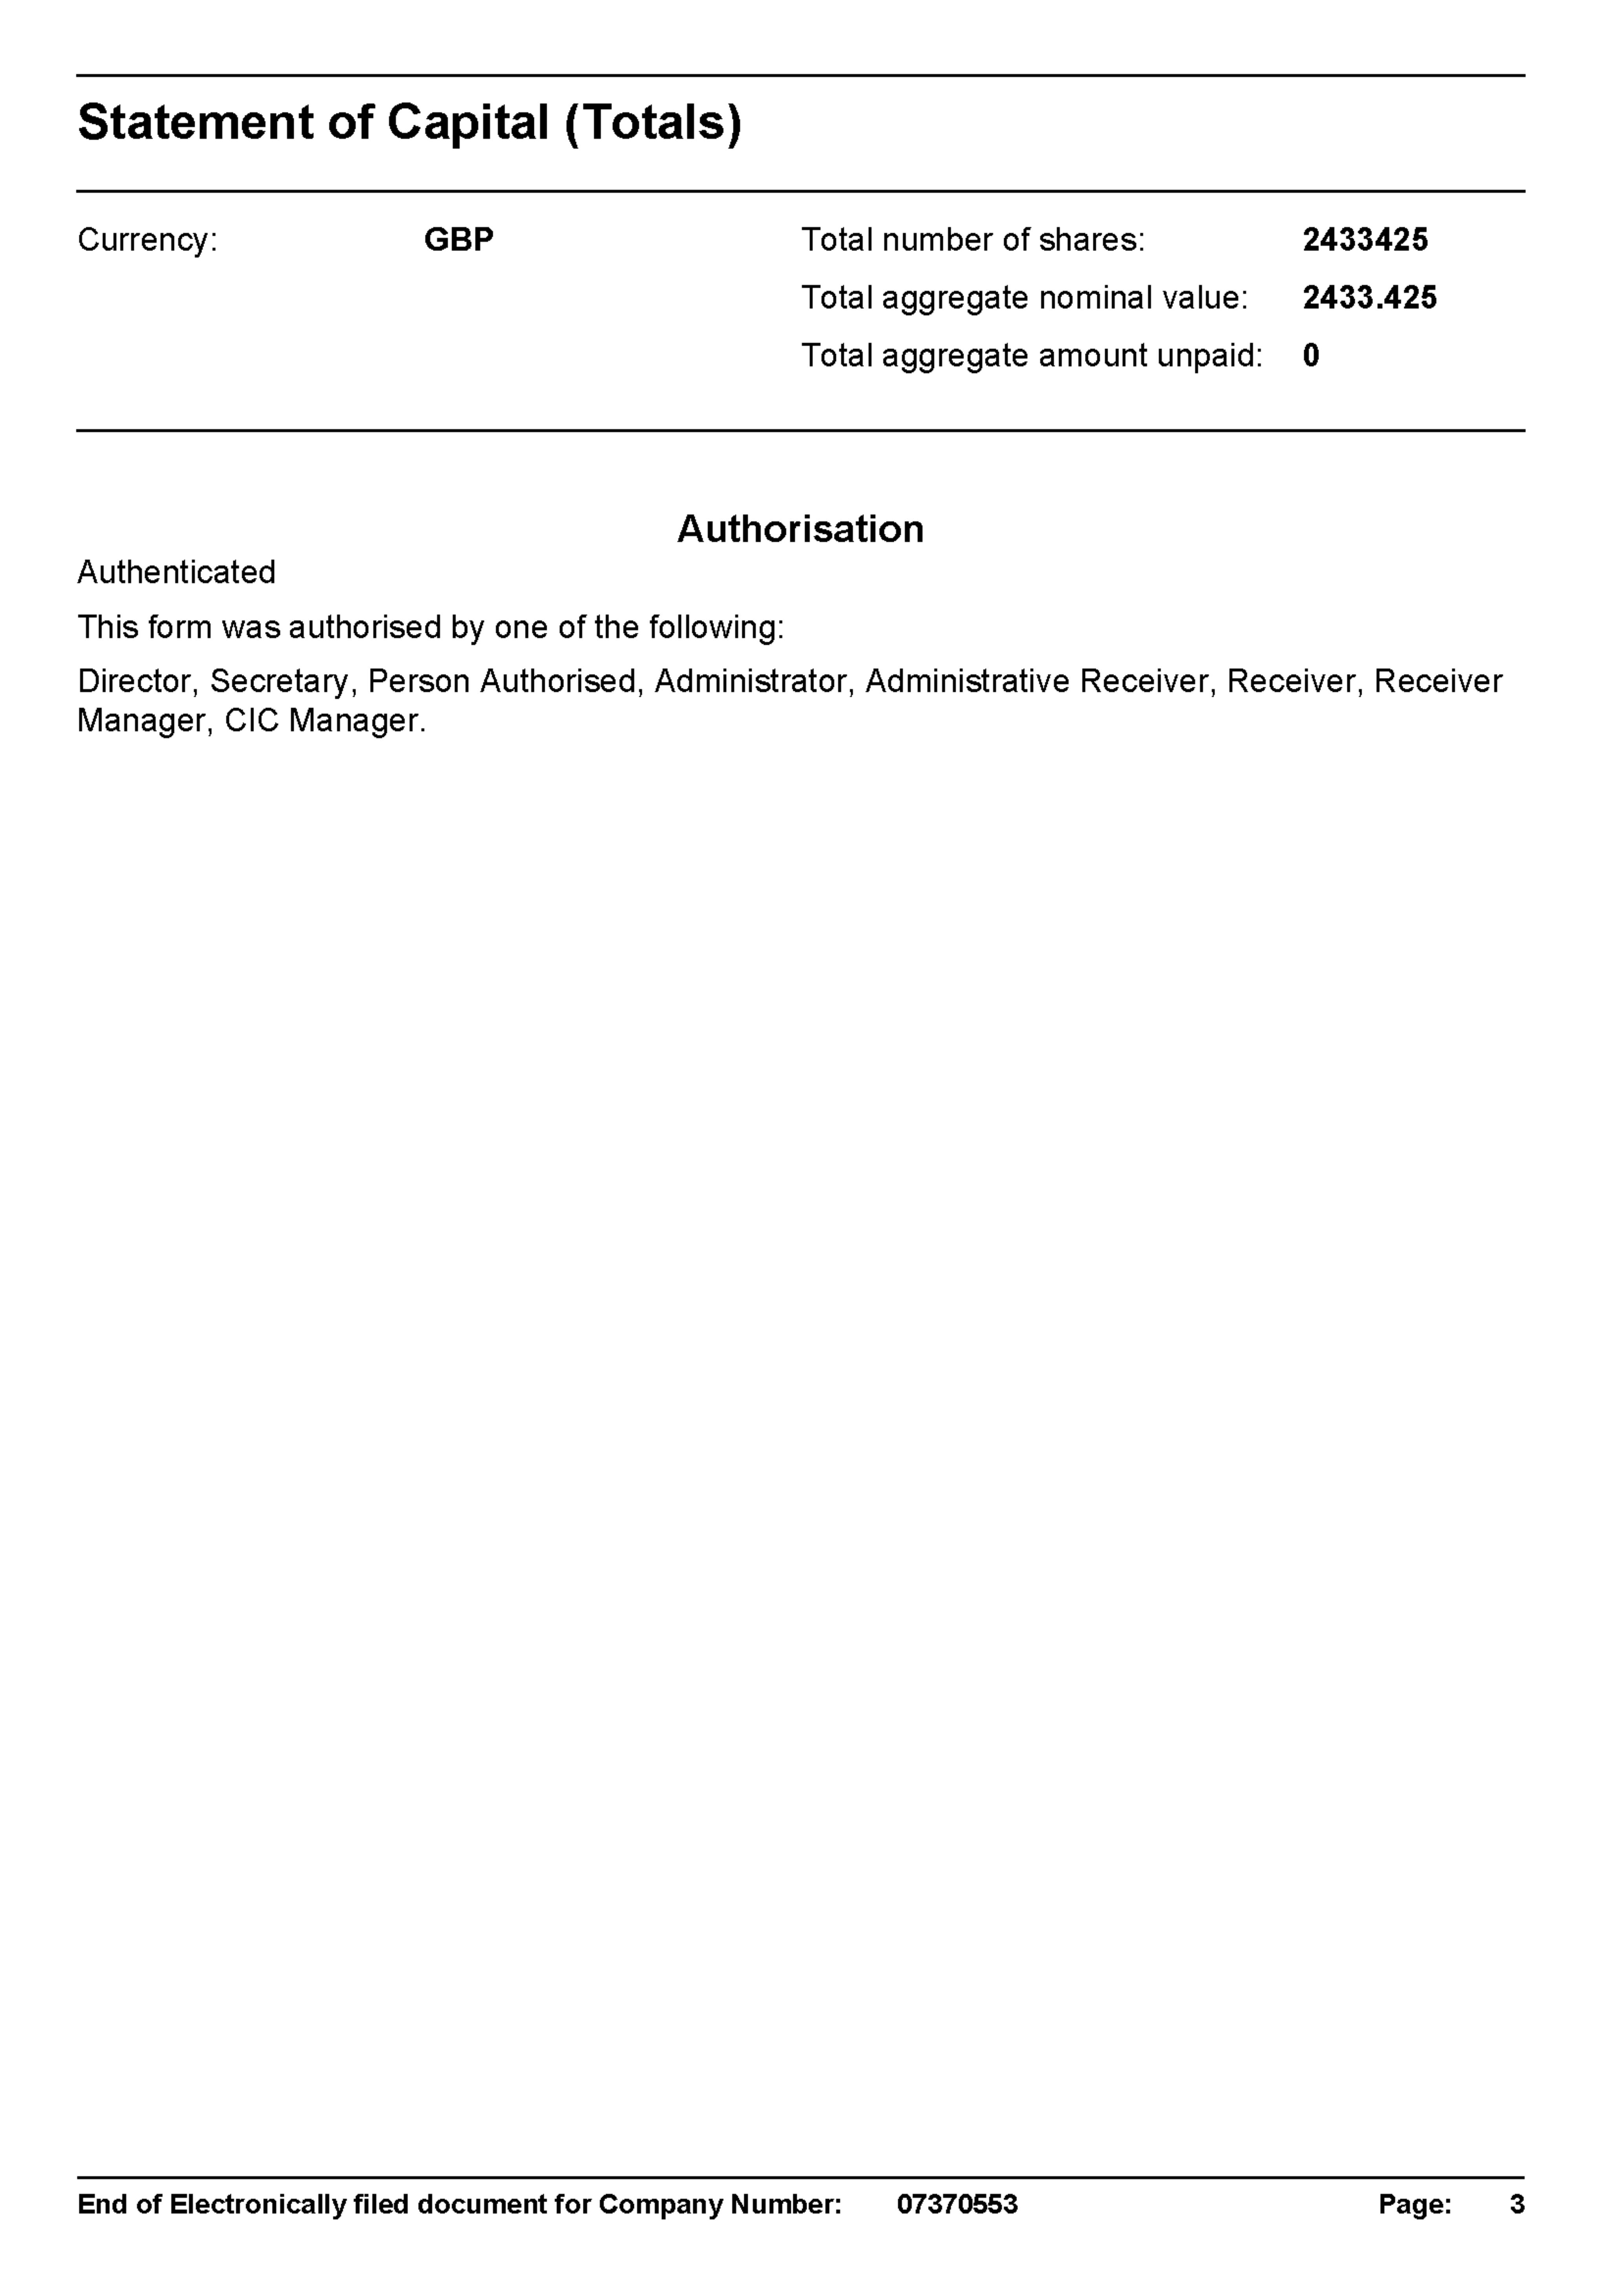 Statement of Capital (Totals)
Currency: GBP Total number of shares: 2433425
Total aggregate nominal value: 2433.425
Total aggregate amount unpaid: 0
Authorisation
Authenticated
This form was authorised by one of the following:
Director, Secretary, Person Authorised, Administrator, Administrative Receiver, Receiver, Receiver
Manager, CIC Manager.
End of Electronically filed document for Company Number: 07370553 Page: 3